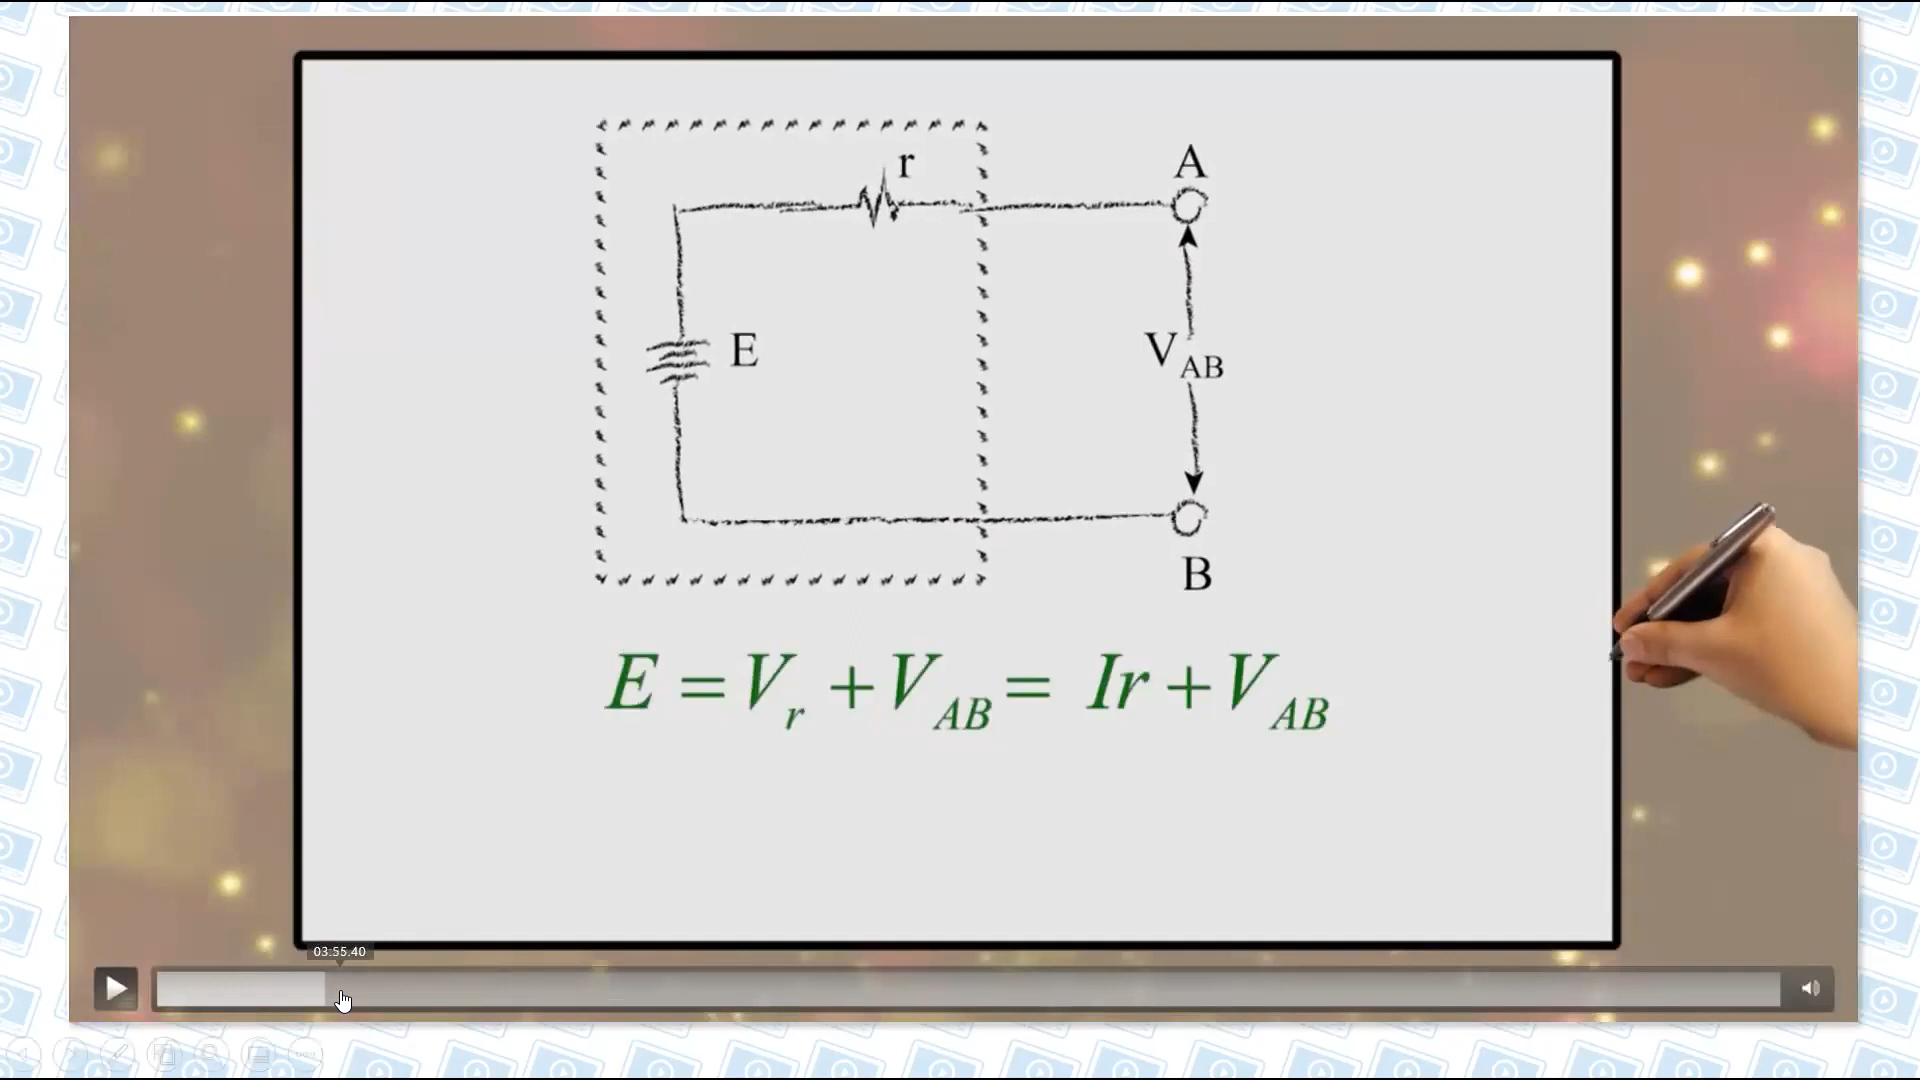 r
A
E
V_AB
B
E = V_r + V_AB = Ir + V_AB
03:55.40